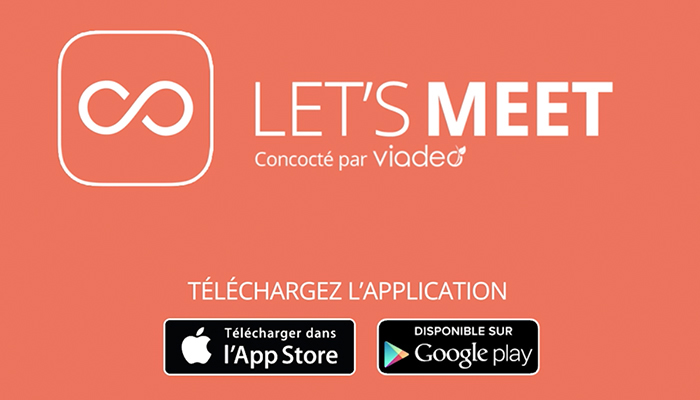 LET'S MEET
Concocté par viadeo
TÉLÉCHARGEZ L'APPLICATION
Télécharger dans
l'App Store
DISPONIBLE SUR
Google play